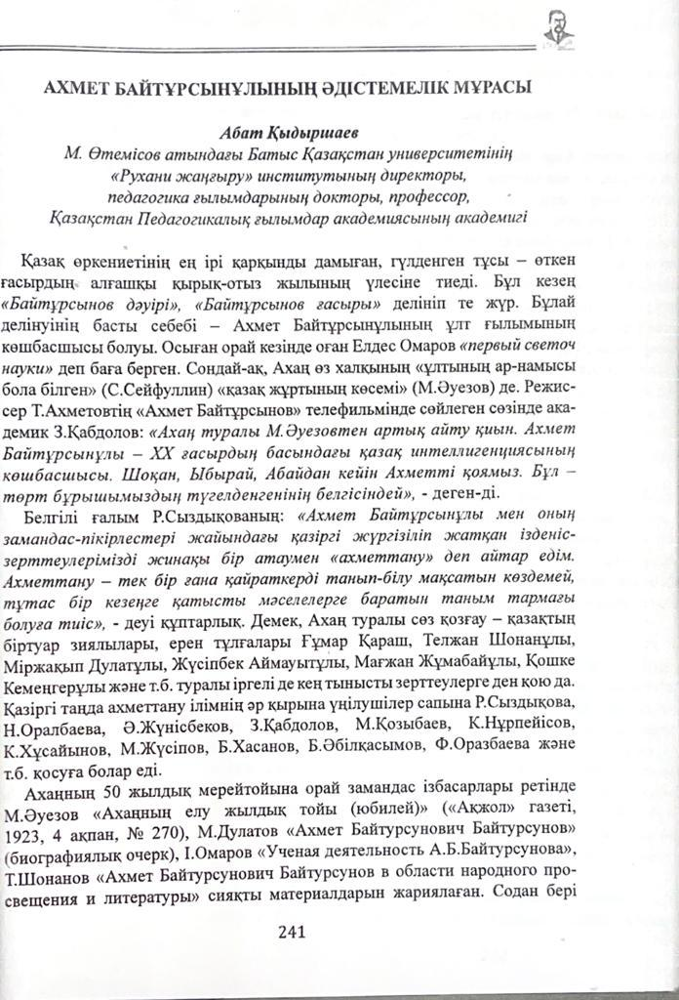 АХМЕТ БАЙТҰРСЫНҰЛЫНЫҢ ӘДІСТЕМЕЛІК МҰРАСЫ
Абат Қыдыршаев
М. Өтемісов атындағы Батыс Қазақстан университетінің
«Рухани жаңғыру» институтының директоры,
педагогика ғылымдарының докторы, профессор,
Қазақстан Педагогикалық ғылымдар академиясының академигі
Қазақ өркениетінің ең ірі қарқынды дамыған, гүлденген тұсы – өткен
ғасырдың алғашқы қырық-отыз жылының үлесіне тиеді. Бұл кезең
«Байтұрсынов дәуірі», «Байтұрсынов ғасыры» делініп те жүр. Бұлай
делінуінің басты себебі – Ахмет Байтұрсынұлының ұлт ғылымының
көшбасшысы болуы. Осыған орай кезінде оған Елдес Омаров «первый светоч
науки» деп баға берген. Сондай-ақ, Ахаң өз халқының «ұлтының ар-намысы
бола білген» (С.Сейфуллин) «қазақ жұртының көсемі» (М.Әуезов) де. Режис-
сер Т.Ахметовтің «Ахмет Байтұрсынов» телефильмінде сөйлеген сөзінде ака-
демик З.Қабдолов: «Ахаң туралы М.Әуезовтен артық айту қиын. Ахмет
Байтұрсынұлы – ХХ ғасырдың басындағы қазақ интеллигенциясының
көшбасшысы. Шоқан, Ыбырай, Абайдан кейін Ахметті қоямыз. Бұл –
төрт бұрышымыздың түгелденгенінің белгісіндей», - деген-ді.
Белгілі ғалым Р.Сыздықованың: «Ахмет Байтұрсынұлы мен оның
замандас-пікірлестері жайындағы қазіргі жүргізіліп жатқан ізденіс-
зерттеулерімізді жинақы бір атаумен «ахметтану» деп айтар едім.
Ахметтану – тек бір ғана қайраткерді танып-білу мақсатын көздемей,
тұтас бір кезеңге қатысты мәселелерге баратын таным тармағы
болуға тиіс», - деуі құптарлық. Демек, Ахаң туралы сөз қозғау – қазақтың
біртуар зиялылары, ерен тұлғалары Ғұмар Қараш, Телжан Шонанұлы,
Міржақып Дулатұлы, Жүсіпбек Аймауытұлы, Мағжан Жұмабайұлы, Қошке
Кемеңгерұлы және т.б. туралы іргелі де кең тынысты зерттеулерге ден қою да.
Қазіргі таңда ахметтану ілімнің әр қырына үңілушілер сапына Р.Сыздықова,
Н.Оралбаева, Ә.Жүнісбеков, З.Қабдолов, М.Қозыбаев, К.Нұрпейісов,
К.Хұсайынов, М.Жүсіпов, Б.Хасанов, Б.Әбілқасымов, Ф.Оразбаева және
т.б. қосуға болар еді.
Ахаңның 50 жылдық мерейтойына орай замандас ізбасарлары ретінде
М.Әуезов «Ахаңның елу жылдық тойы (юбилей)» («Ақжол» газеті,
1923, 4 ақпан, № 270), М.Дулатов «Ахмет Байтурсунович Байтурсунов»
(биографиялық очерк), І.Омаров «Ученая деятельность А.Б.Байтурсунова»,
Т.Шонанов «Ахмет Байтурсунович Байтурсунов в области народного про-
свещения и литературы» сияқты материалдарын жариялаған. Содан бері
241